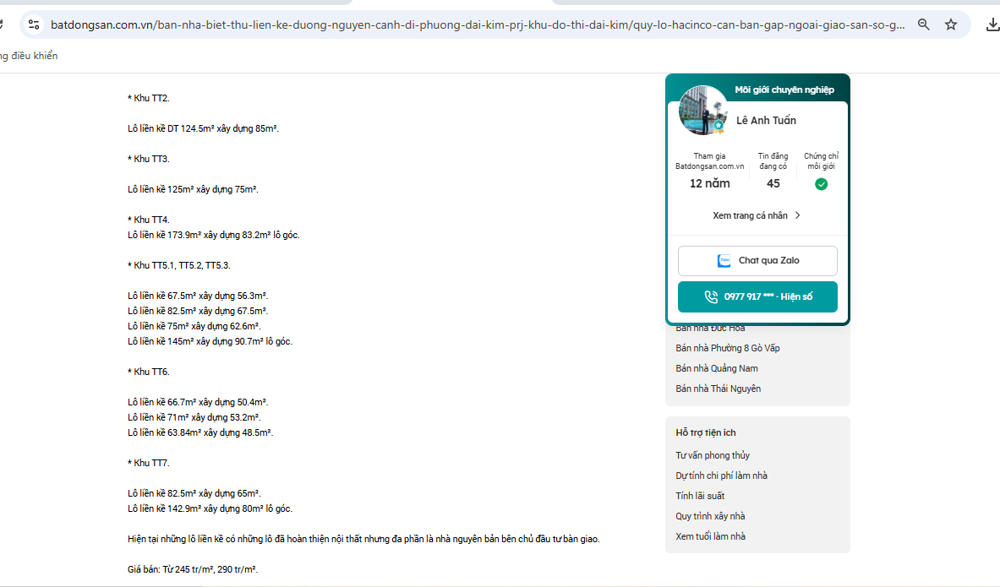 batdongsan.com.vn/ban-nha-biet-thu-lien-ke-duong-nguyen-canh-di-phuong-dai-kim-prj-khu-do-thi-dai-kim/quy-lo-hacinco-can-ban-gap-ngoai-giao-san-so-g...
điều khiển
* Khu TT2.
Lô liền kề DT 124.5m² xây dựng 85m².
* Khu TT3.
Lô liền kề 125m² xây dựng 75m².
* Khu TT4.
Lô liền kề 173.9m² xây dựng 83.2m² lô góc.
* Khu TT5.1, TT5.2, TT5.3.
Lô liền kề 67.5m² xây dựng 56.3m².
Lô liền kề 82.5m² xây dựng 67.5m².
Lô liền kề 75m² xây dựng 62.6m².
Lô liền kề 145m² xây dựng 90.7m² lô góc.
* Khu TT6.
Lô liền kề 66.7m² xây dựng 50.4m².
Lô liền kề 71m² xây dựng 53.2m².
Lô liền kề 63.84m² xây dựng 48.5m².
* Khu TT7.
Lô liền kề 82.5m² xây dựng 65m².
Lô liền kề 142.9m² xây dựng 80m² lô góc.
Hiện tại những lô liền kề có những lô đã hoàn thiện nội thất nhưng đa phần là nhà nguyên bản bên chủ đầu tư bàn giao.
Giá bán: Từ 245 tr/m², 290 tr/m².
Môi giới chuyên nghiệp
Lê Anh Tuấn
Tham gia
Batdongsan.com.vn
12 năm
Tin đăng
đang có
45
Chứng chỉ
môi giới
Xem trang cá nhân
Chat qua Zalo
0977 917 *** · Hiện số
Bán nhà Đức Hòa
Bán nhà Phường 8 Gò Vấp
Bán nhà Quảng Nam
Bán nhà Thái Nguyên
Hỗ trợ tiện ích
Tư vấn phong thủy
Dự tính chi phí làm nhà
Tính lãi suất
Quy trình xây nhà
Xem tuổi làm nhà